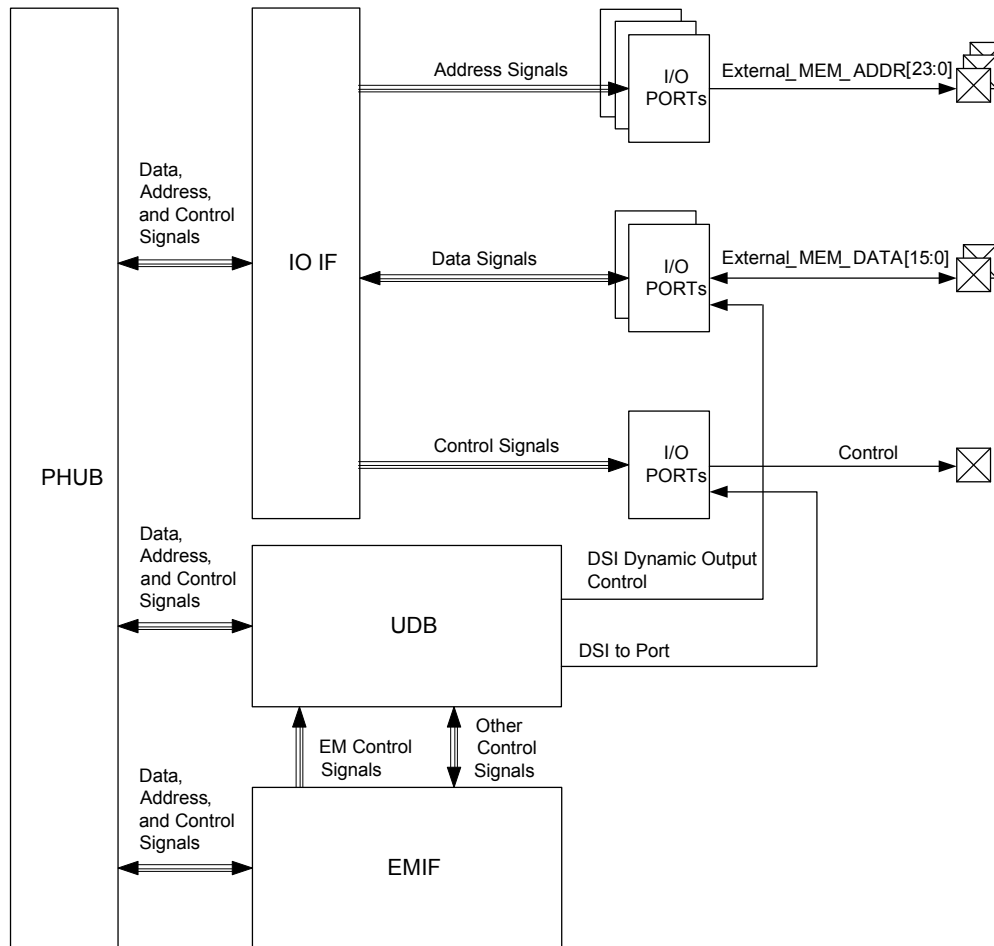 Address Signals
I/O
PORTs
External_MEM_ADDR[23:0]
Data,
Address,
and Control
Signals
IO IF
Data Signals
I/O
PORTs
External_MEM_DATA[15:0]
Control Signals
I/O
PORTs
Control
PHUB
Data,
Address,
and Control
Signals
UDB
DSI Dynamic Output
Control
DSI to Port
EM Control
Signals
Other
Control
Signals
Data,
Address,
and Control
Signals
EMIF